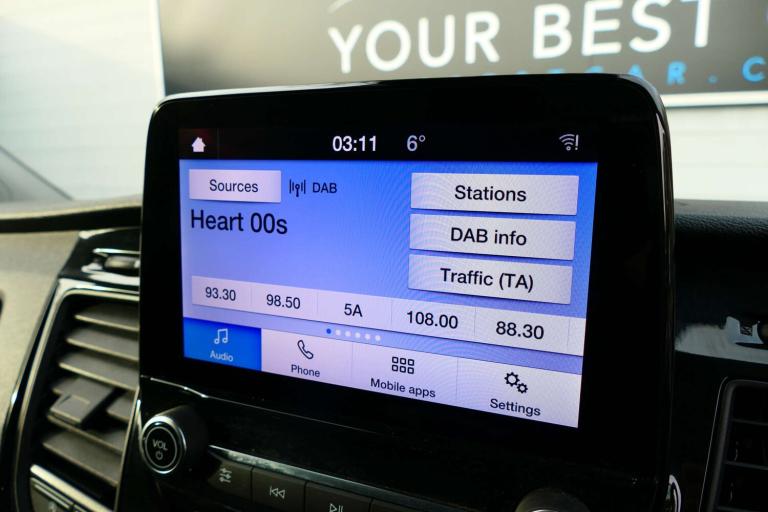 YOUR BEST
CAR.C
03:11 6°
Sources DAB Stations
Heart 00s
DAB info
Traffic (TA)
93.30 98.50 5A 108.00 88.30
Audio Phone Mobile apps Settings
VOL